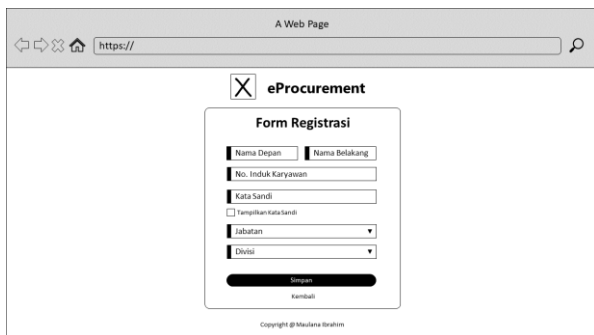 A Web Page
https://
eProcurement
Form Registrasi
Nama Depan Nama Belakang
No. Induk Karyawan
Kata Sandi
Tampilkan Kata Sandi
Jabatan
Divisi
Simpan
Kembali
Copyright @ Maulana Ibrahim